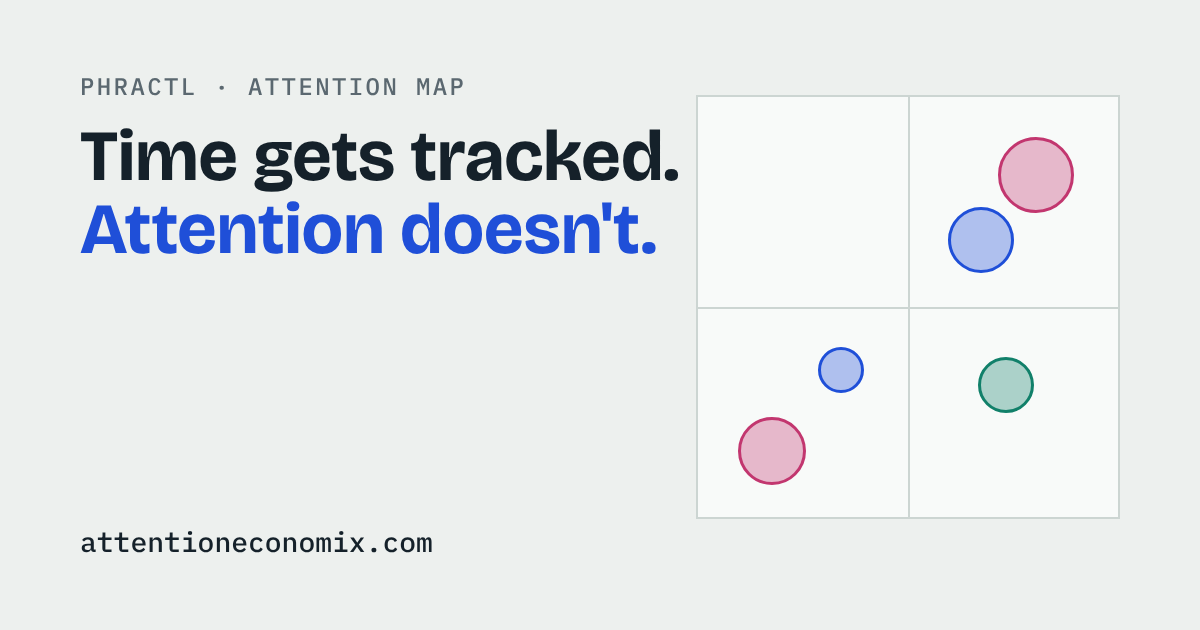 PHRACTL · ATTENTION MAP
Time gets tracked.
Attention doesn't.
attentioneconomix.com